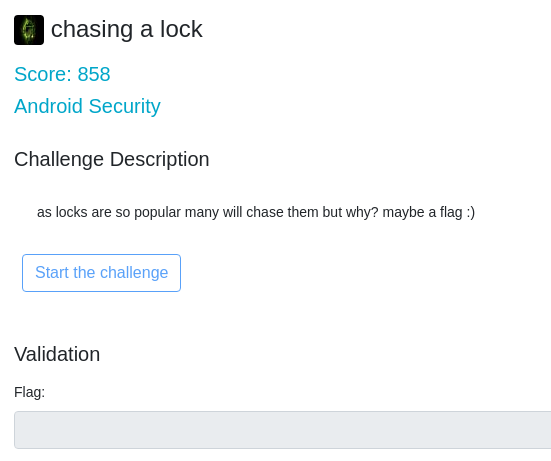 chasing a lock
Score: 858
Android Security
Challenge Description
as locks are so popular many will chase them but why? maybe a flag :)
Start the challenge
Validation
Flag: